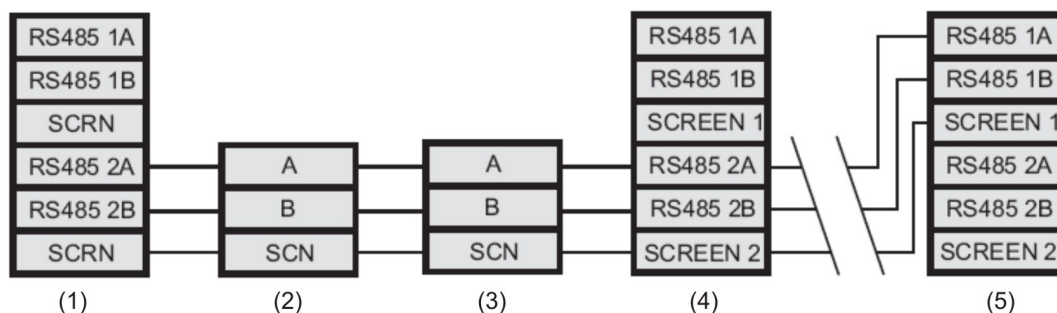 RS485 1A
RS485 1B
SCRN
RS485 2A
RS485 2B
SCRN
(1)
A
B
SCN
(2)
A
B
SCN
(3)
RS485 1A
RS485 1B
SCREEN 1
RS485 2A
RS485 2B
SCREEN 2
(4)
RS485 1A
RS485 1B
SCREEN 1
RS485 2A
RS485 2B
SCREEN 2
(5)